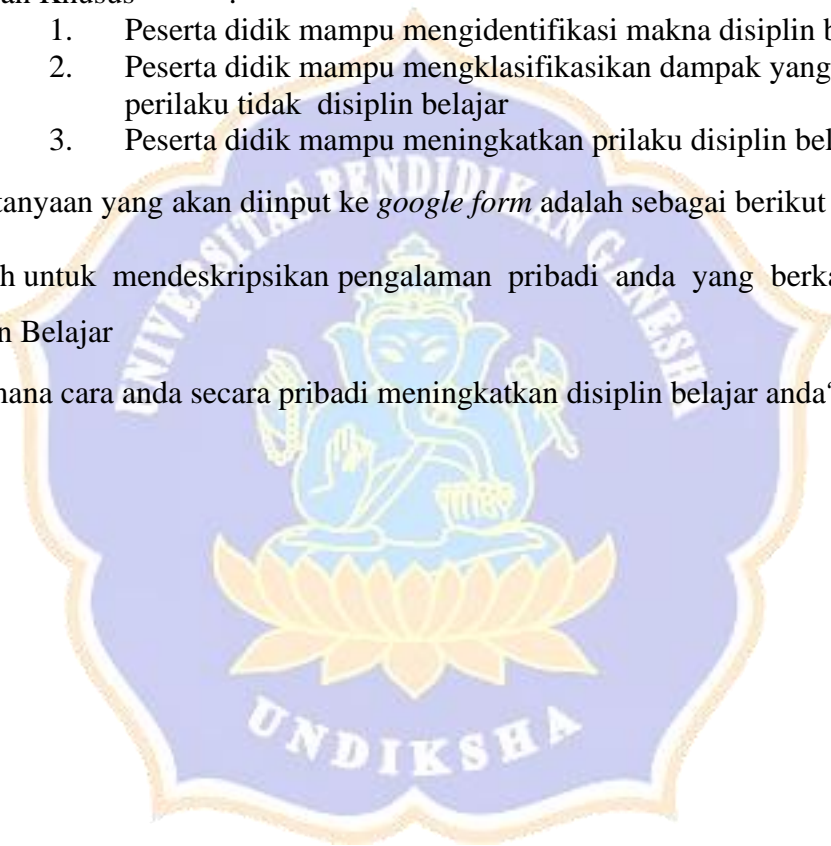 an Khusus :
1. Peserta didik mampu mengidentifikasi makna disiplin b
2. Peserta didik mampu mengklasifikasikan dampak yang
perilaku tidak disiplin belajar
3. Peserta didik mampu meningkatkan prilaku disiplin bel
tanyaan yang akan diinput ke google form adalah sebagai berikut
h untuk mendeskripsikan pengalaman pribadi anda yang berka
n Belajar
mana cara anda secara pribadi meningkatkan disiplin belajar anda
UNIVERSITAS PENDIDIKAN GANESHA
UNDIKSHA